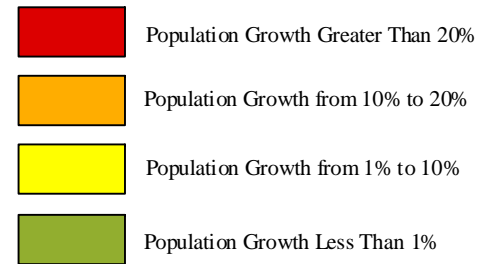 Population Growth Greater Than 20%
Population Growth from 10% to 20%
Population Growth from 1% to 10%
Population Growth Less Than 1%